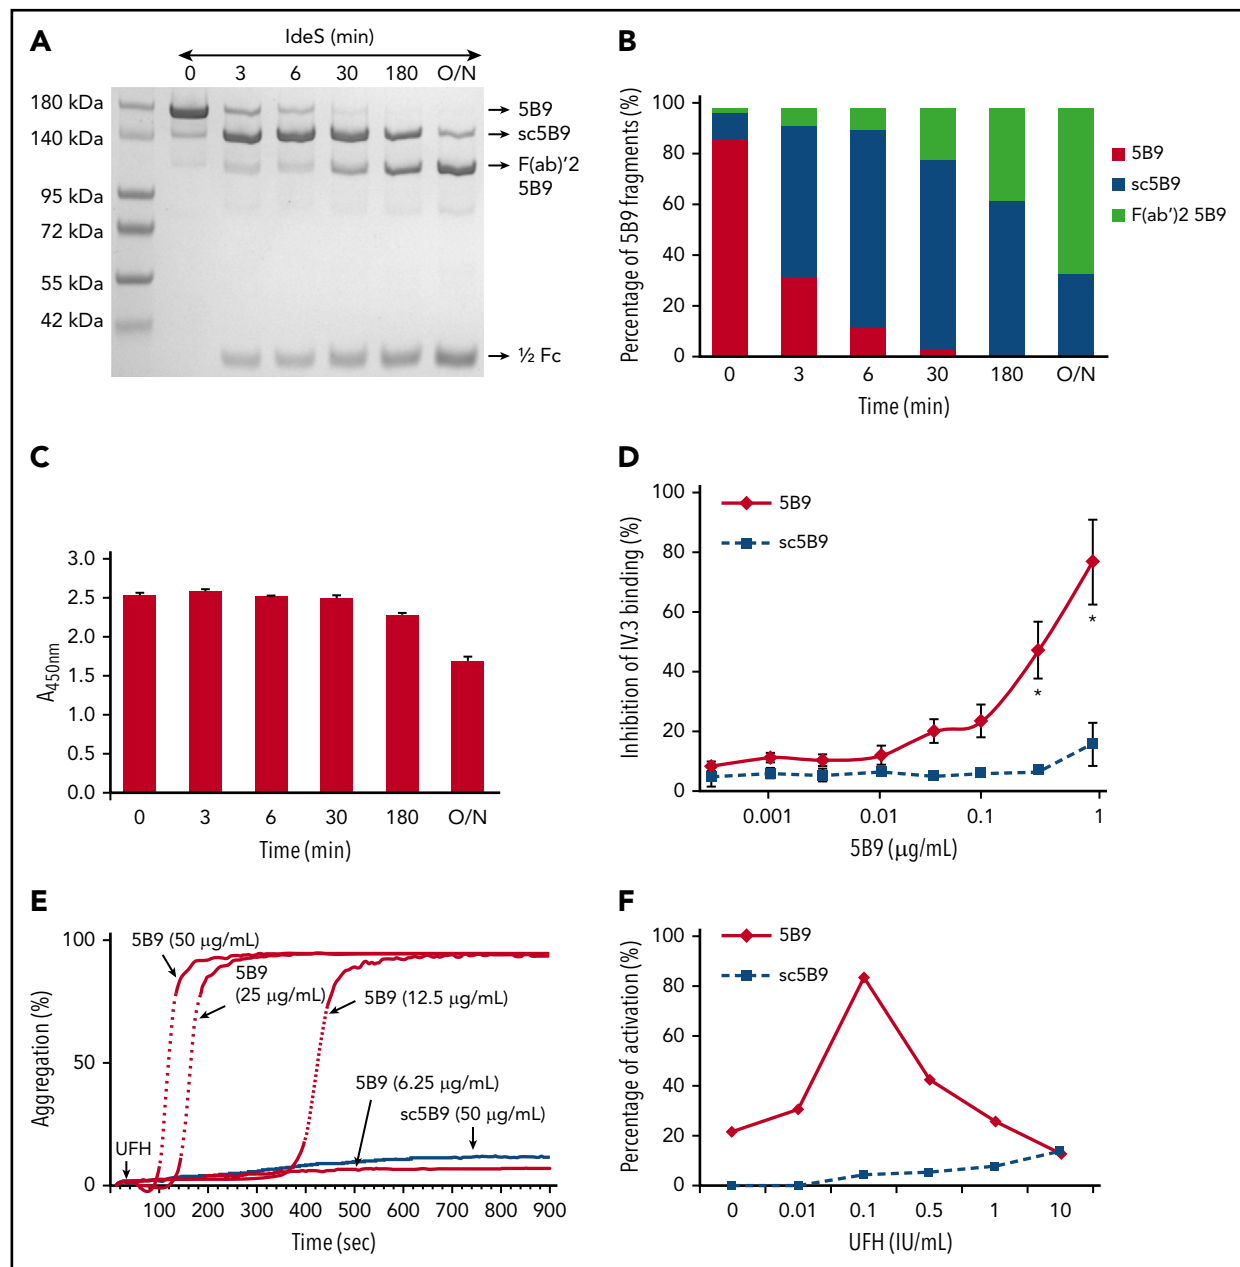 A
IdeS (min)
0 3 6 30 180 O/N
180 kDa
140 kDa
95 kDa
72 kDa
55 kDa
42 kDa
5B9
sc5B9
F(ab)′2
5B9
½ Fc
B
Percentage of 5B9 fragments (%)
100
80
60
40
20
0
0 3 6 30 180 O/N
Time (min)
5B9
sc5B9
F(ab′)2 5B9
C
A450nm
3.0
2.5
2.0
1.5
1.0
0.5
0.0
0 3 6 30 180 O/N
Time (min)
D
Inhibition of IV.3 binding (%)
100
80
60
40
20
0
5B9
sc5B9
*
*
0.001 0.01 0.1 1
5B9 (μg/mL)
E
Aggregation (%)
100
50
0
5B9 (50 μg/mL)
5B9
(25 μg/mL)
5B9 (12.5 μg/mL)
5B9 (6.25 μg/mL)
sc5B9 (50 μg/mL)
UFH
100 200 300 400 500 600 700 800 900
Time (sec)
F
Percentage of activation (%)
100
80
60
40
20
0
5B9
sc5B9
0 0.01 0.1 0.5 1 10
UFH (IU/mL)